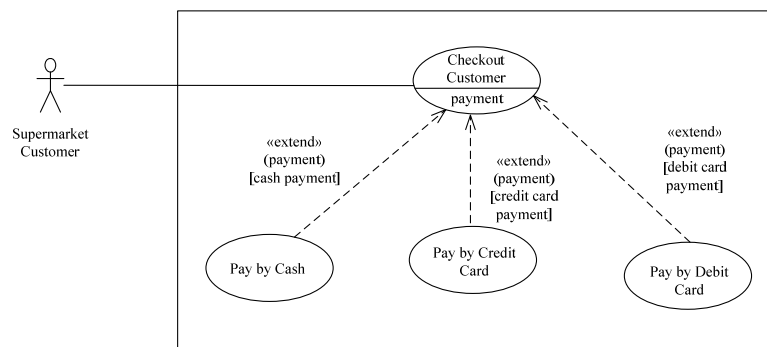 Checkout
Customer
payment
Supermarket
Customer
«extend»
(payment)
[cash payment]
«extend»
(payment)
[credit card
payment]
«extend»
(payment)
[debit card
payment]
Pay by Cash
Pay by Credit
Card
Pay by Debit
Card